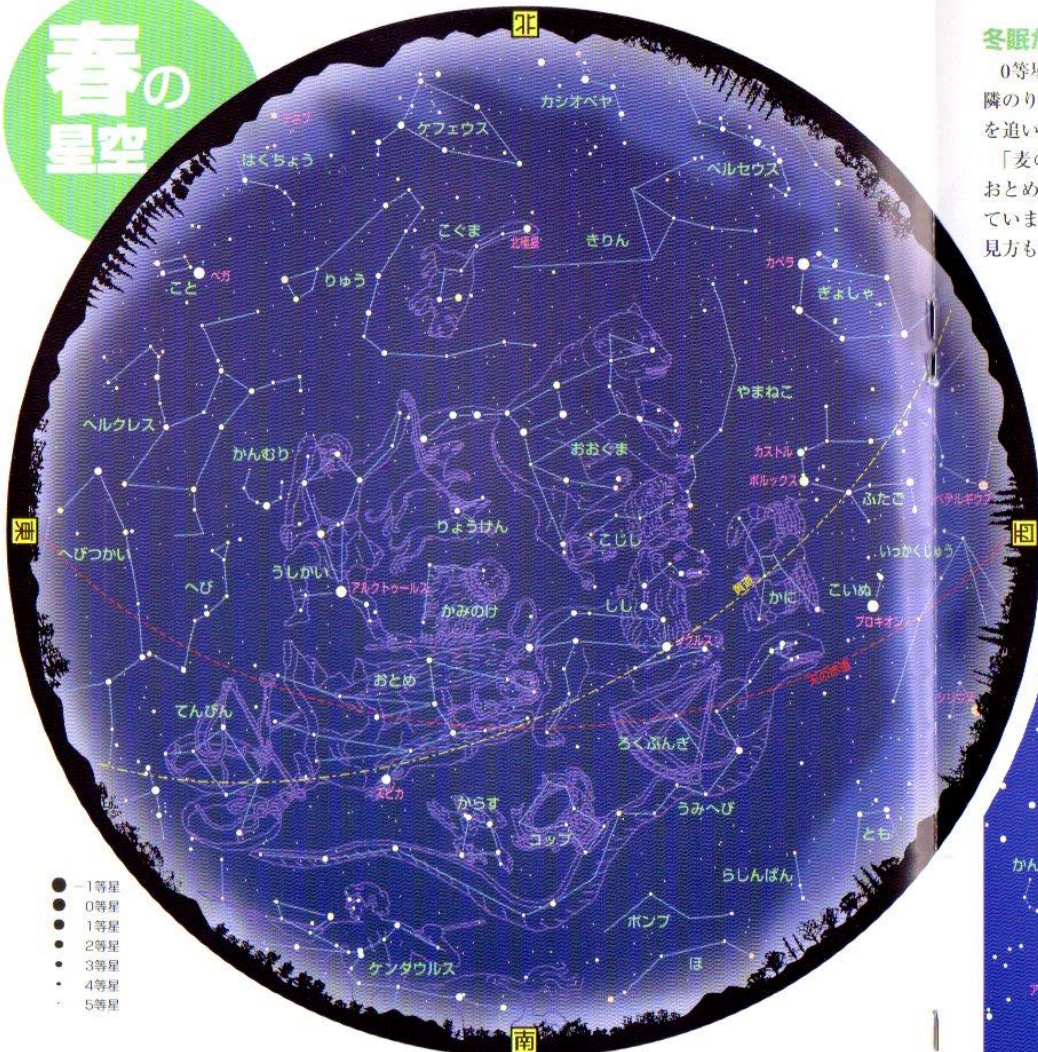 春の
星空
北
カシオペヤ
ケフェウス
デネブ
はくちょう
ペルセウス
こぐま
北極星
きりん
カペラ
ぎょしゃ
こと
ベガ
りゅう
やまねこ
ヘルクレス
かんむり
おおぐま
カストル
ポルックス
ふたご
ベテルギウス
りょうけん
こじし
東
西
へびつかい
へび
うしかい
アルクトゥールス
かみのけ
しし
レグルス
黄道
かに
こいぬ
プロキオン
いっかくじゅう
おとめ
天の赤道
シリウス
てんびん
ろくぶんぎ
スピカ
からす
コップ
うみへび
とも
らじんばん
ポンプ
ほ
ケンタウルス
南
-1等星
0等星
1等星
2等星
3等星
4等星
5等星
冬眠
0等星
隣のり
を追い
「麦の
おとめ
ていま
見方も
かん
ア